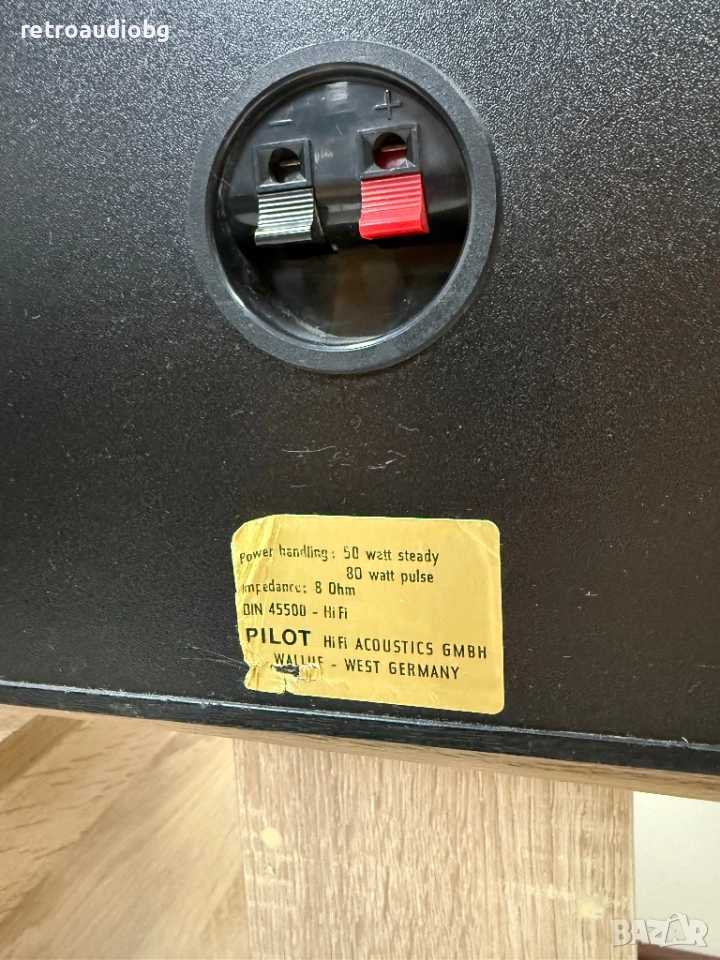 retroaudiobg
- +
Power handling: 50 watt steady
80 watt pulse
Impedance: 8 Ohm
DIN 45500 - HiFi
PILOT HiFi ACOUSTICS GMBH
WALLUF - WEST GERMANY
BAZAR